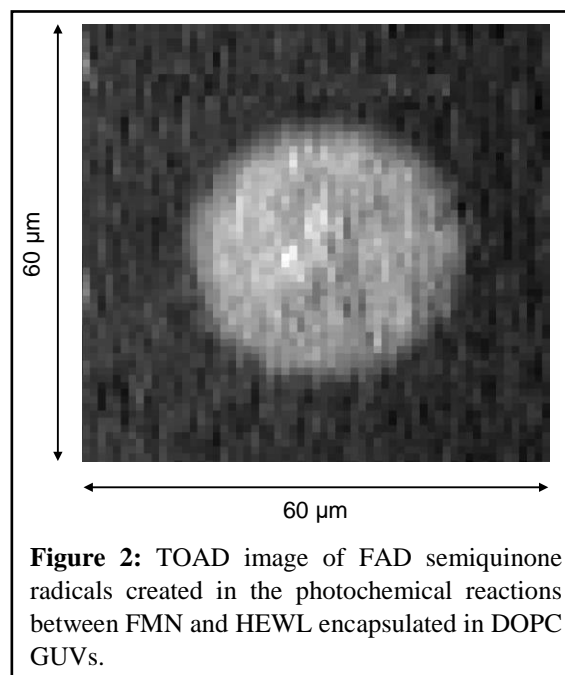 60 µm
60 µm
Figure 2: TOAD image of FAD semiquinone
radicals created in the photochemical reactions
between FMN and HEWL encapsulated in DOPC
GUVs.